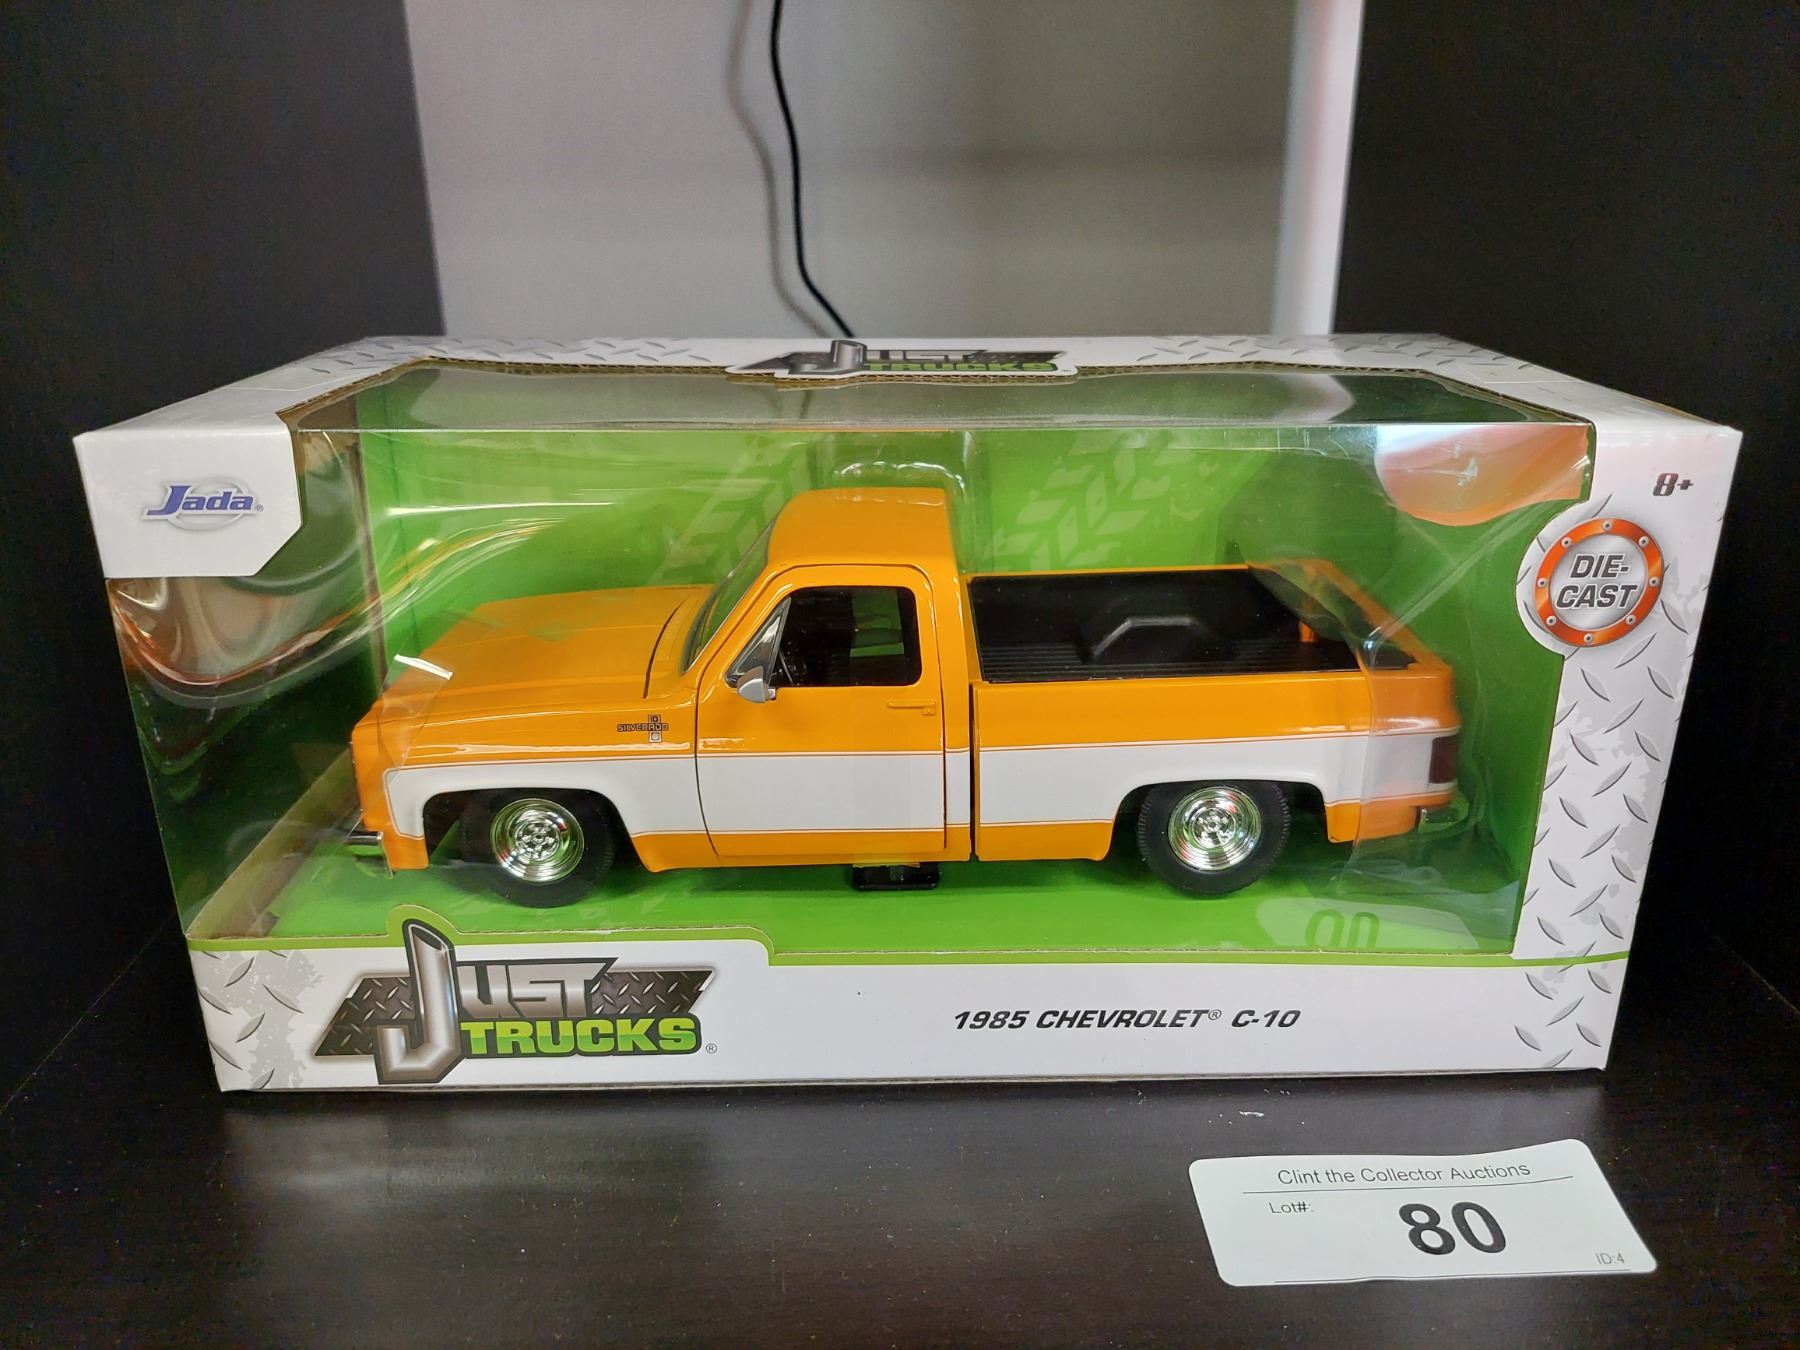 JUST
TRUCKS
Jada®
8+
DIE-
CAST
SILVERADO
10
JUST
TRUCKS®
1985 CHEVROLET® C-10
Clint the Collector Auctions
Lot#:
80
ID:4